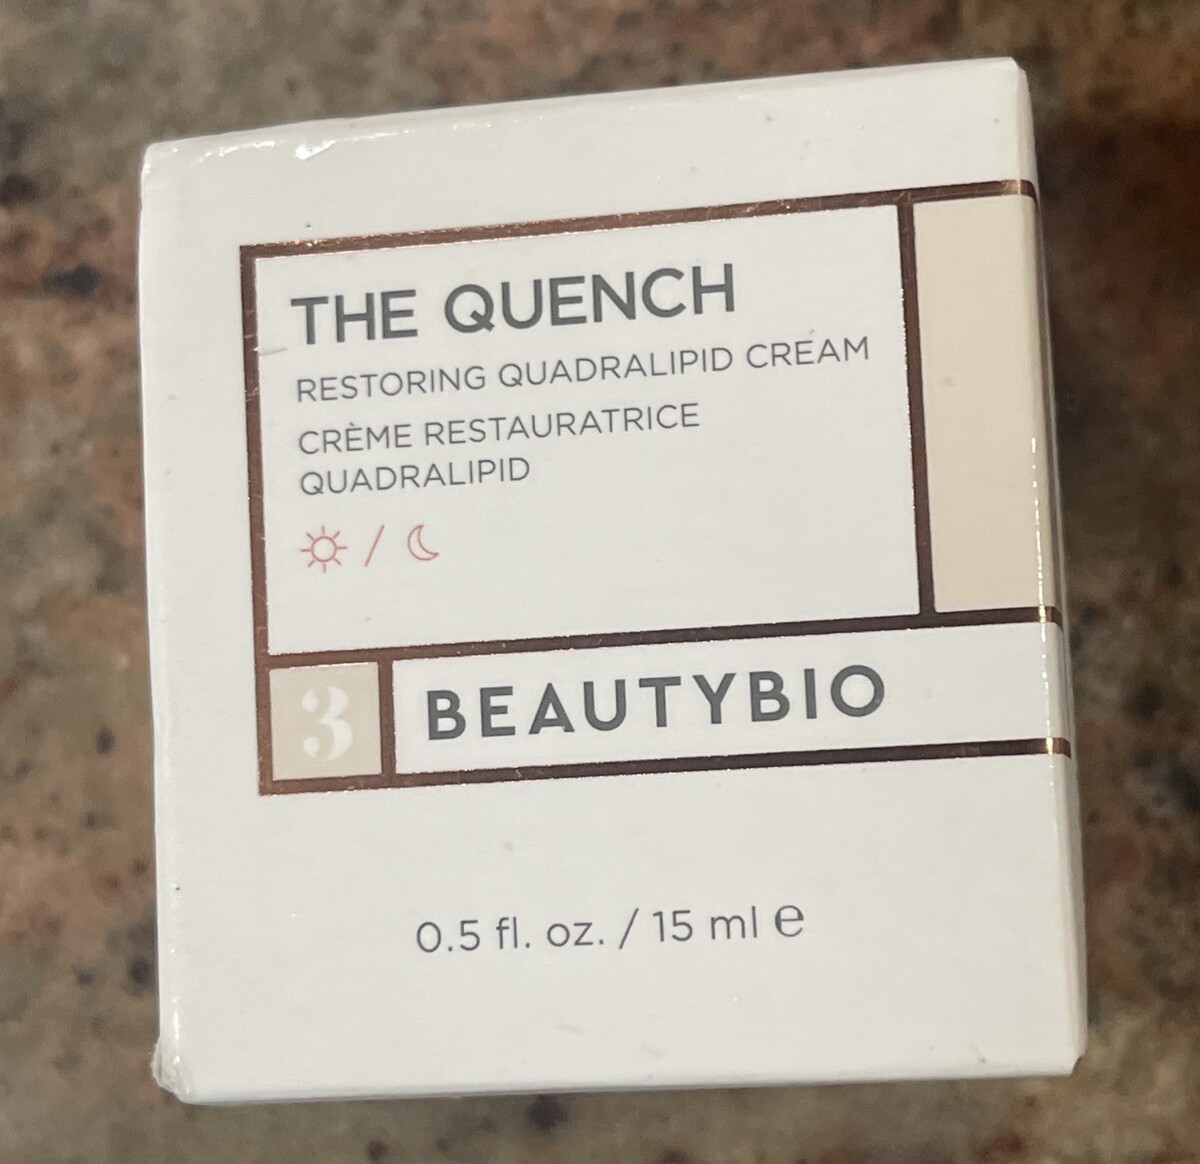 THE QUENCH
RESTORING QUADRALIPID CREAM
CRÈME RESTAURATRICE
QUADRALIPID
/
3
BEAUTYBIO
0.5 fl. oz. / 15 ml ℮